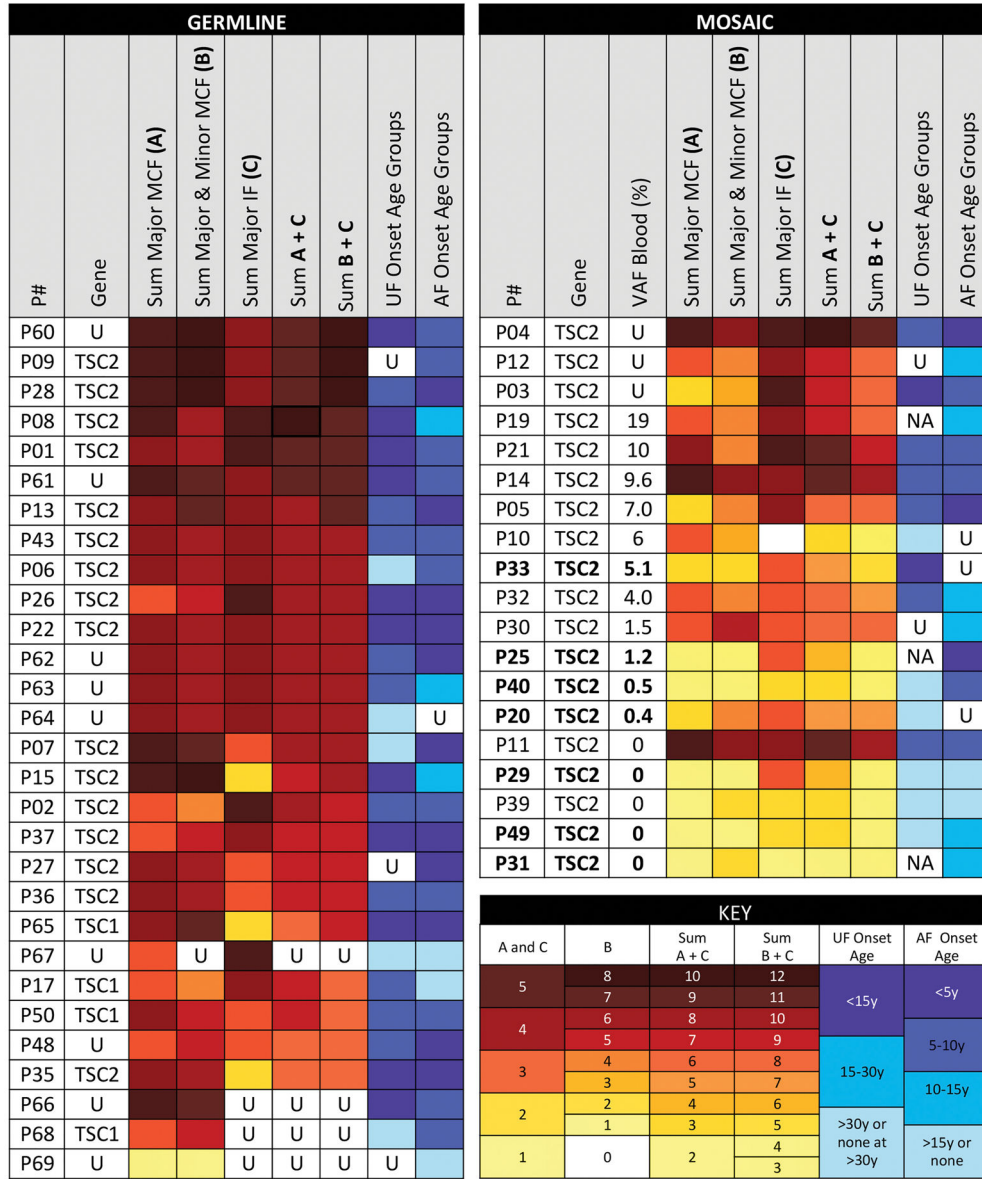 GERMLINE
P# Gene Sum Major MCF (A) Sum Major & Minor MCF (B) Sum Major IF (C) Sum A + C Sum B + C UF Onset Age Groups AF Onset Age Groups
P60 U
P09 TSC2 U
P28 TSC2
P08 TSC2
P01 TSC2
P61 U
P13 TSC2
P43 TSC2
P06 TSC2
P26 TSC2
P22 TSC2
P62 U
P63 U
P64 U U
P07 TSC2
P15 TSC2
P02 TSC2
P37 TSC2
P27 TSC2 U
P36 TSC2
P65 TSC1
P67 U U U U
P17 TSC1
P50 TSC1
P48 U
P35 TSC2
P66 U U U U
P68 TSC1 U U U
P69 U U U U U
MOSAIC
P# Gene VAF Blood (%) Sum Major MCF (A) Sum Major & Minor MCF (B) Sum Major IF (C) Sum A + C Sum B + C UF Onset Age Groups AF Onset Age Groups
P04 TSC2 U
P12 TSC2 U U
P03 TSC2 U
P19 TSC2 19 NA
P21 TSC2 10
P14 TSC2 9.6
P05 TSC2 7.0
P10 TSC2 6 U
P33 TSC2 5.1 U
P32 TSC2 4.0
P30 TSC2 1.5 U
P25 TSC2 1.2 NA
P40 TSC2 0.5
P20 TSC2 0.4 U
P11 TSC2 0
P29 TSC2 0
P39 TSC2 0
P49 TSC2 0
P31 TSC2 0 NA
KEY
A and C B Sum A + C Sum B + C UF Onset Age AF Onset Age
5 8 10 12 <15y <5y
7 9 11
4 6 8 10
5 7 9 5-10y
3 4 6 8 15-30y
3 5 7 10-15y
2 2 4 6
1 3 5 >30y or none at >30y
1 0 2 4 >15y or none
3